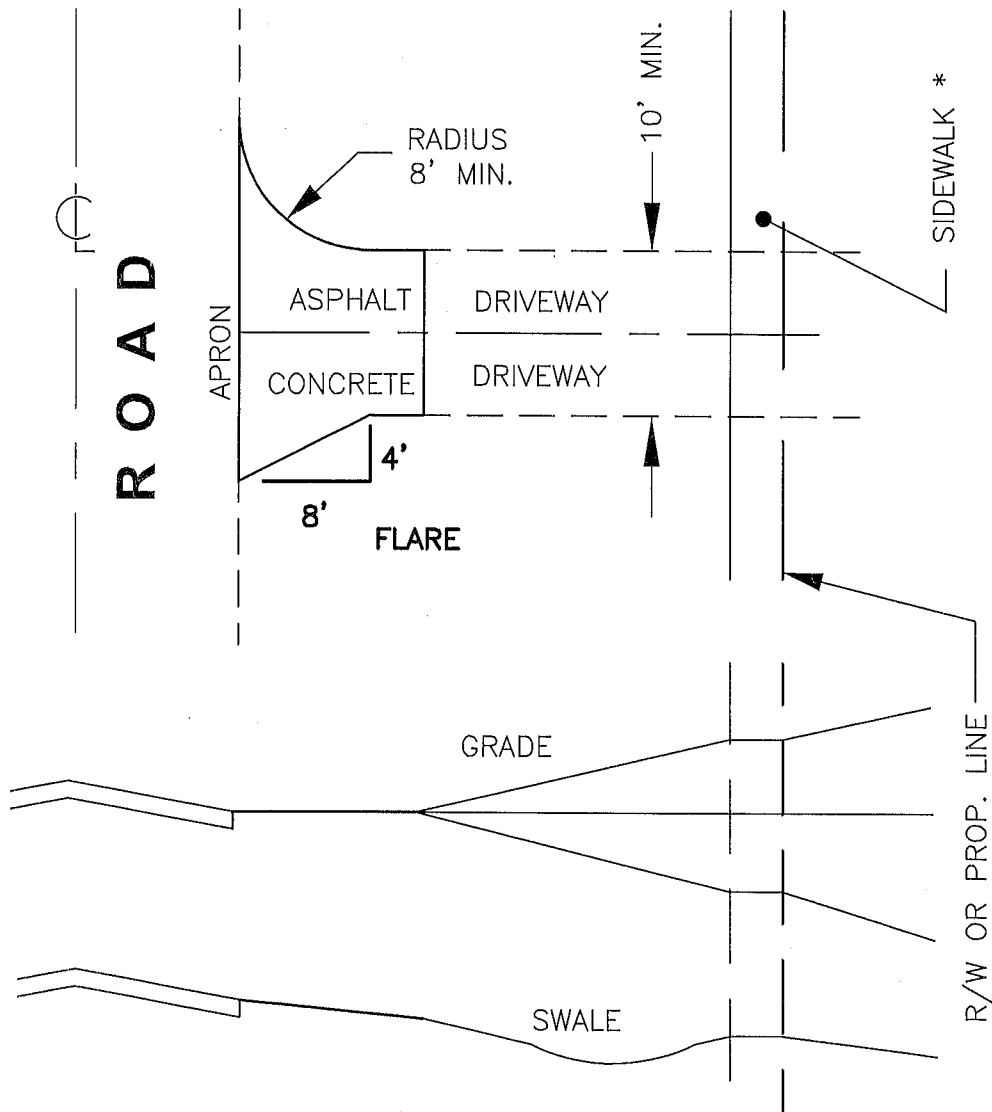 10' MIN.
RADIUS
8' MIN.
SIDEWALK *
℄
ROAD
APRON
ASPHALT
DRIVEWAY
CONCRETE
DRIVEWAY
4'
8'
FLARE
GRADE
R/W OR PROP. LINE
SWALE